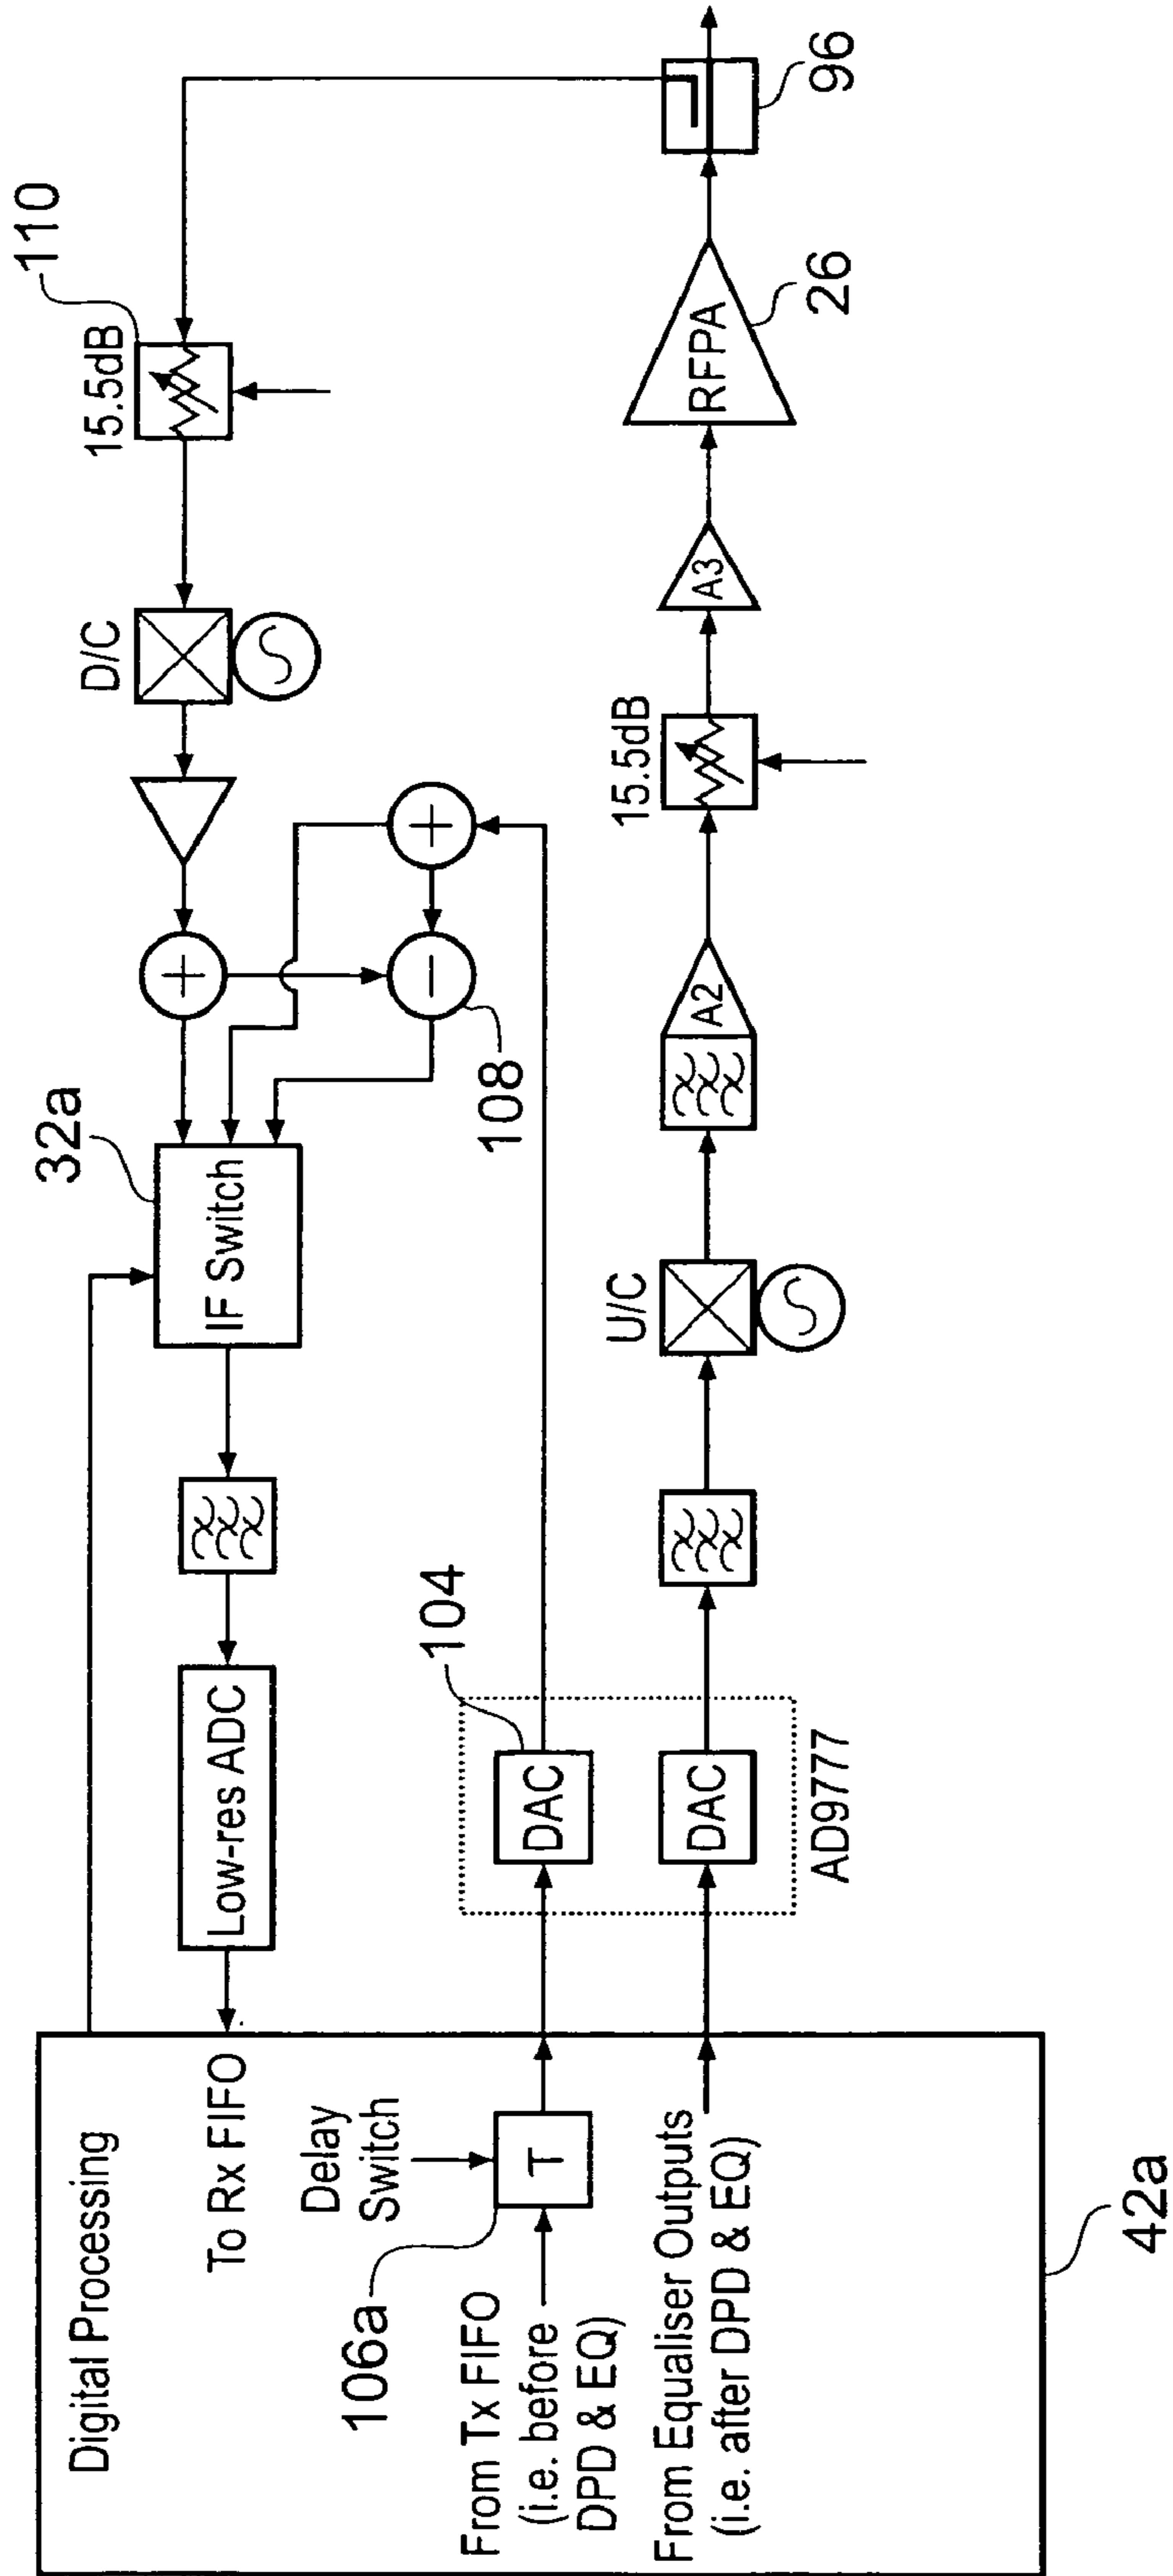 Digital Processing
To Rx FIFO
Delay
Switch
T
106a
From Tx FIFO
(i.e. before
DPD & EQ)
From Equaliser Outputs
(i.e. after DPD & EQ)
42a
Low-res ADC
104
DAC
DAC
AD9777
32a
IF Switch
+
+
−
108
D/C
15.5dB
110
U/C
A2
15.5dB
A3
RFPA
26
96